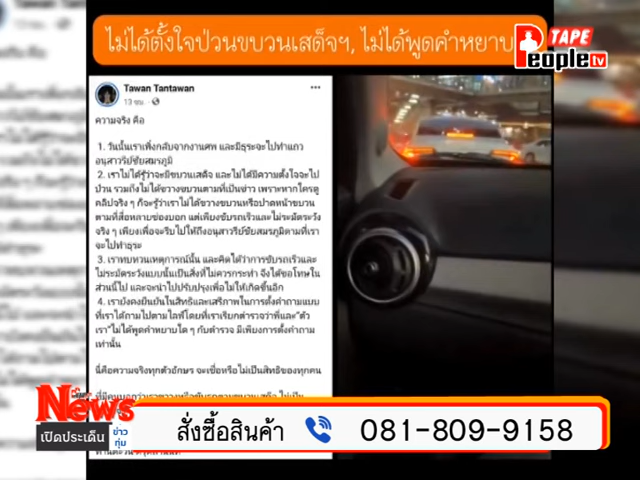 ไม่ได้ตั้งใจป่วนขบวนเสด็จฯ, ไม่ได้พูดคำหยาบ
TAPE
People tv
Tawan Tantawan
13 ชม.
ความจริง คือ
1. วันนั้นเราเพิ่งกลับจากงานศพ และมีธุระจะไปทำแถว
อนุสาวรีย์ชัยสมรภูมิ
2. เราไม่ได้รู้ว่าจะมีขบวนเสด็จ และไม่ได้มีความตั้งใจจะไป
ป่วน รวมถึงไม่ได้ขวางขบวนตามที่เป็นข่าว เพราะหากใครดู
คลิปจริง ๆ ก็จะรู้ว่าเราไม่ได้ขวางขบวนหรือปาดหน้าขบวน
ตามที่สื่อหลายช่องบอก แต่เพียงขับรถเร็วและไม่ระมัดระวัง
จริง ๆ เพียงเพื่อจะรีบไปให้ถึงอนุสาวรีย์ชัยสมรภูมิตามที่เรา
จะไปทำธุระ
3. เราทบทวนเหตุการณ์นั้น และคิดได้ว่าการขับรถเร็วและ
ไม่ระมัดระวังแบบนั้นเป็นสิ่งที่ไม่ควรกระทำ จึงได้ขอโทษใน
ส่วนนี้ไป และจะนำไปปรับปรุงเพื่อไม่ให้เกิดขึ้นอีก
4. เรายังคงยืนยันในสิทธิและเสรีภาพในการตั้งคำถามแบบ
ที่เราได้ถามไปตามไลฟ์โดยที่เราเรียกตำรวจว่าพี่และ"ตัว
เรา"ไม่ได้พูดคำหยาบใด ๆ กับตำรวจ มีเพียงการตั้งคำถาม
เท่านั้น
นี่คือความจริงทุกตัวอักษร จะเชื่อหรือไม่เป็นสิทธิของทุกคน
News
เปิดประเด็น
ข่าว
ทุ่ม
สั่งซื้อสินค้า
081-809-9158